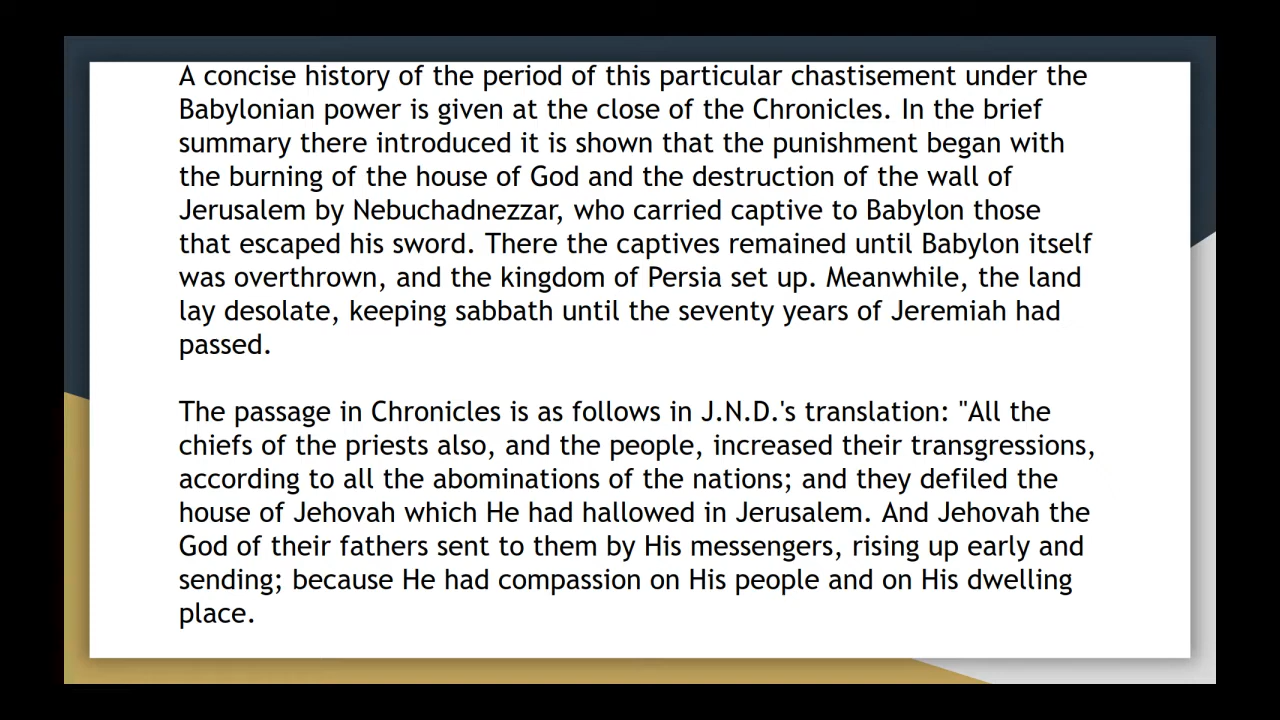 A concise history of the period of this particular chastisement under the
Babylonian power is given at the close of the Chronicles. In the brief
summary there introduced it is shown that the punishment began with
the burning of the house of God and the destruction of the wall of
Jerusalem by Nebuchadnezzar, who carried captive to Babylon those
that escaped his sword. There the captives remained until Babylon itself
was overthrown, and the kingdom of Persia set up. Meanwhile, the land
lay desolate, keeping sabbath until the seventy years of Jeremiah had
passed.
The passage in Chronicles is as follows in J.N.D.'s translation: "All the
chiefs of the priests also, and the people, increased their transgressions,
according to all the abominations of the nations; and they defiled the
house of Jehovah which He had hallowed in Jerusalem. And Jehovah the
God of their fathers sent to them by His messengers, rising up early and
sending; because He had compassion on His people and on His dwelling
place.